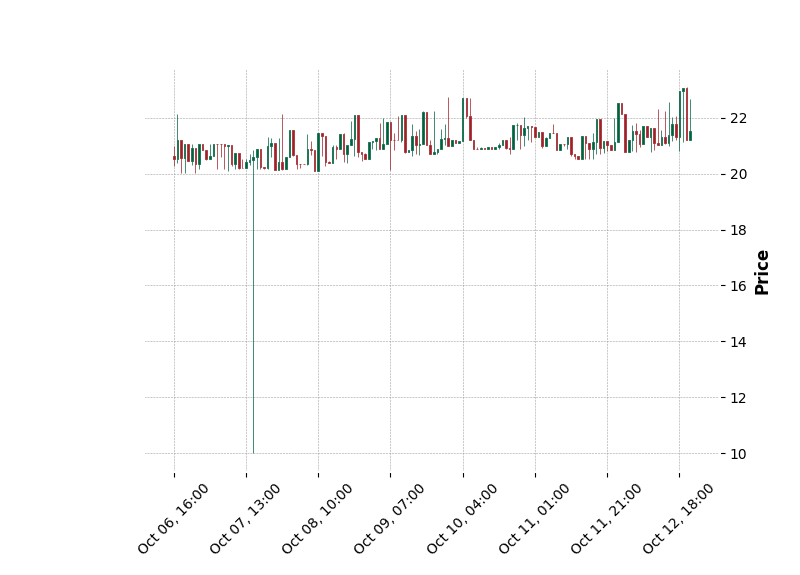 22
20
18
16
14
12
10
Price
Oct 06, 16:00
Oct 07, 13:00
Oct 08, 10:00
Oct 09, 07:00
Oct 10, 04:00
Oct 11, 01:00
Oct 11, 21:00
Oct 12, 18:00